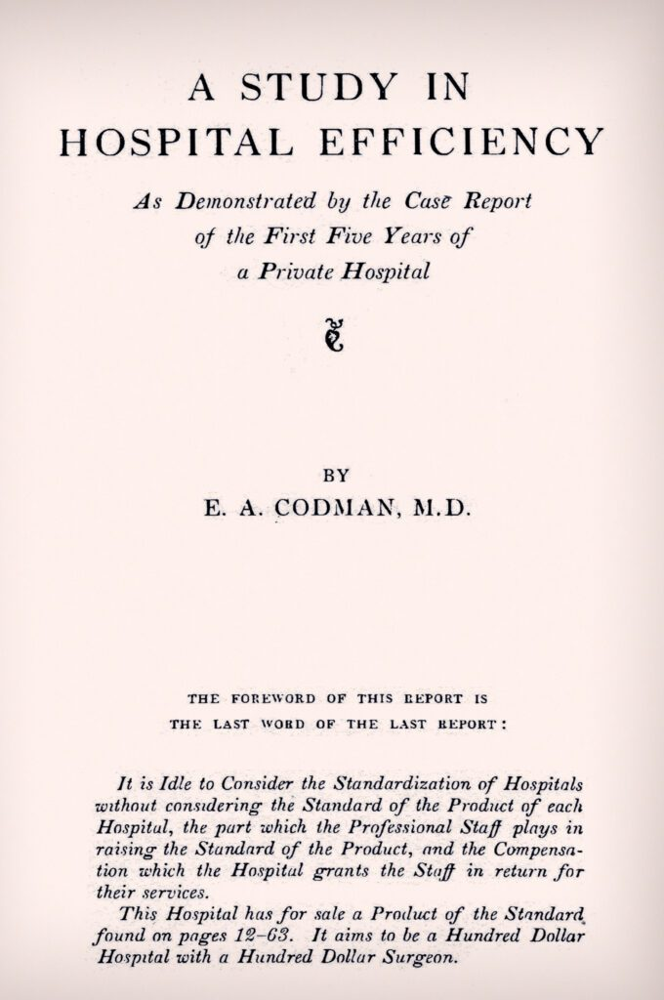 A STUDY IN
HOSPITAL EFFICIENCY
As Demonstrated by the Case Report
of the First Five Years of
a Private Hospital
BY
E. A. CODMAN, M.D.
THE FOREWORD OF THIS REPORT IS
THE LAST WORD OF THE LAST REPORT:
It is Idle to Consider the Standardization of Hospitals
without considering the Standard of the Product of each
Hospital, the part which the Professional Staff plays in
raising the Standard of the Product, and the Compensa-
tion which the Hospital grants the Staff in return for
their services.
This Hospital has for sale a Product of the Standard
found on pages 12–63. It aims to be a Hundred Dollar
Hospital with a Hundred Dollar Surgeon.